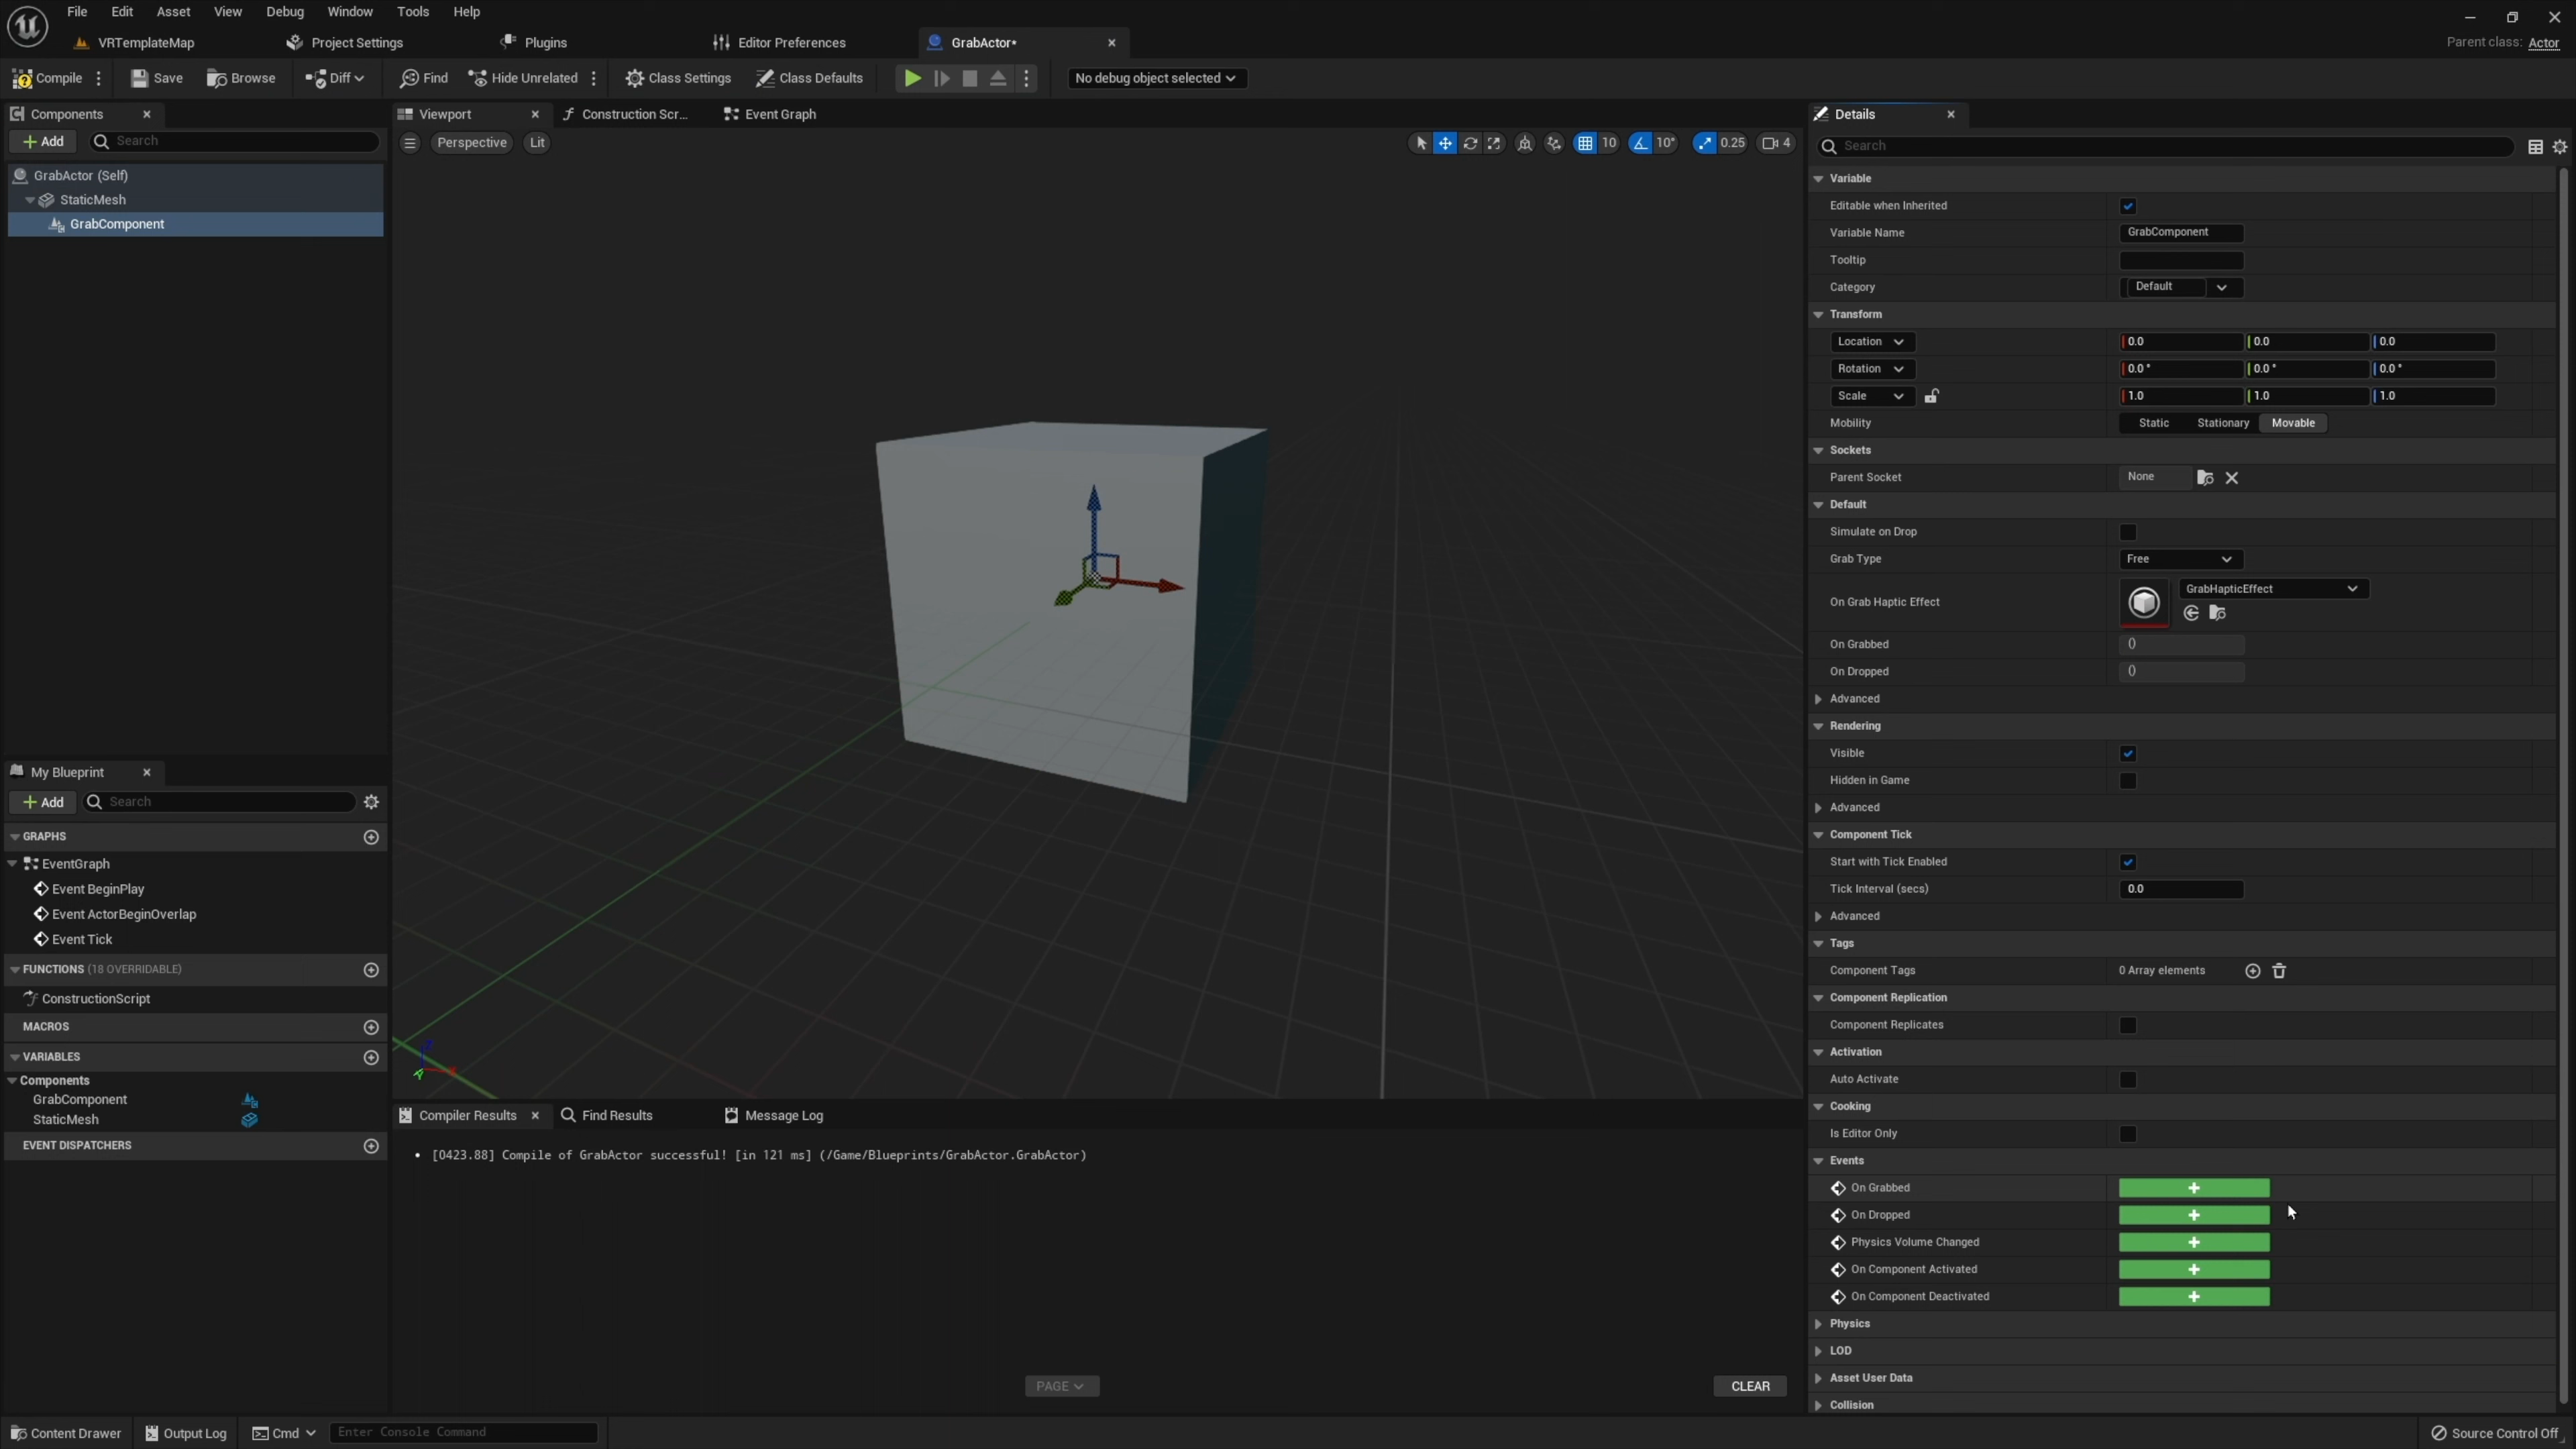 File Edit Asset View Debug Window Tools Help
VRTemplateMap Project Settings Plugins Editor Preferences GrabActor*
Parent class: Actor
Compile Save Browse Diff Find Hide Unrelated Class Settings Class Defaults No debug object selected
Components
Add Search
GrabActor (Self)
StaticMesh
GrabComponent
My Blueprint
Add Search
GRAPHS
EventGraph
Event BeginPlay
Event ActorBeginOverlap
Event Tick
FUNCTIONS (18 OVERRIDABLE)
ConstructionScript
MACROS
VARIABLES
Components
GrabComponent
StaticMesh
EVENT DISPATCHERS
Viewport Construction Scr... Event Graph
Perspective Lit 10 10° 0.25 4
Z
Compiler Results Find Results Message Log
• [0423.88] Compile of GrabActor successful! [in 121 ms] (/Game/Blueprints/GrabActor.GrabActor)
PAGE CLEAR
Details
Search
Variable
Editable when Inherited
Variable Name GrabComponent
Tooltip
Category Default
Transform
Location 0.0 0.0 0.0
Rotation 0.0 ° 0.0 ° 0.0 °
Scale 1.0 1.0 1.0
Mobility Static Stationary Movable
Sockets
Parent Socket None
Default
Simulate on Drop
Grab Type Free
On Grab Haptic Effect GrabHapticEffect
On Grabbed ()
On Dropped ()
Advanced
Rendering
Visible
Hidden in Game
Advanced
Component Tick
Start with Tick Enabled
Tick Interval (secs) 0.0
Advanced
Tags
Component Tags 0 Array elements
Component Replication
Component Replicates
Activation
Auto Activate
Cooking
Is Editor Only
Events
On Grabbed
On Dropped
Physics Volume Changed
On Component Activated
On Component Deactivated
Physics
LOD
Asset User Data
Collision
Content Drawer Output Log Cmd Enter Console Command Source Control Off